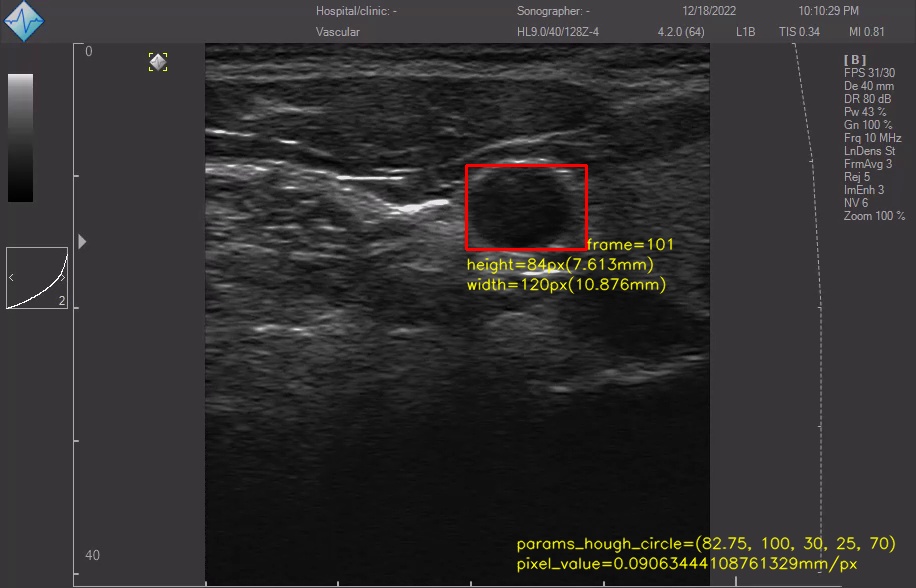 Hospital/clinic: - Sonographer: - 12/18/2022 10:10:29 PM
Vascular HL9.0/40/128Z-4 4.2.0 (64) L1B TIS 0.34 MI 0.81
0
[ B ]
FPS 31/30
De 40 mm
DR 80 dB
Pw 43 %
Gn 100 %
Frq 10 MHz
LnDens St
FrmAvg 3
Rej 5
ImEnh 3
NV 6
Zoom 100 %
frame=101
height=84px(7.613mm)
width=120px(10.876mm)
2
params_hough_circle=(82.75, 100, 30, 25, 70)
40
pixel_value=0.09063444108761329mm/px